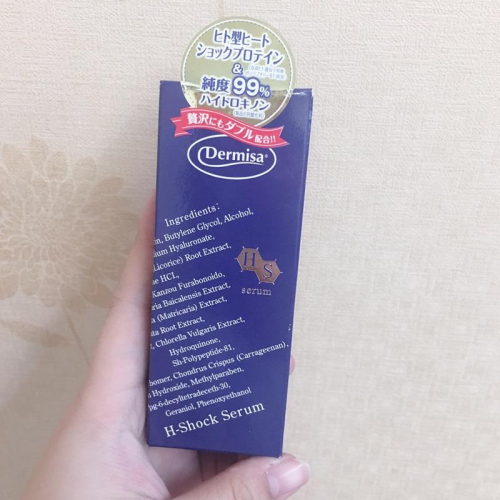 ヒト型ヒート
ショックプロテイン
&
純度99%
ハイドロキノン
贅沢にもダブル配合!!
Dermisa®
Ingredients:
Butylene Glycol, Alcohol,
Hyaluronate,
(Licorice) Root Extract,
HCL,
Kanzou Furabonoido,
Baicalensis Extract,
(Matricaria) Extract,
Root Extract,
Chlorella Vulgaris Extract,
Hydroquinone,
Sh-Polypeptide-81,
Chondrus Crispus (Carrageenan),
Hydroxide, Methylparaben,
-6-decyltetradeceth-30,
Geraniol, Phenoxyethanol
H S
serum
H-Shock Serum